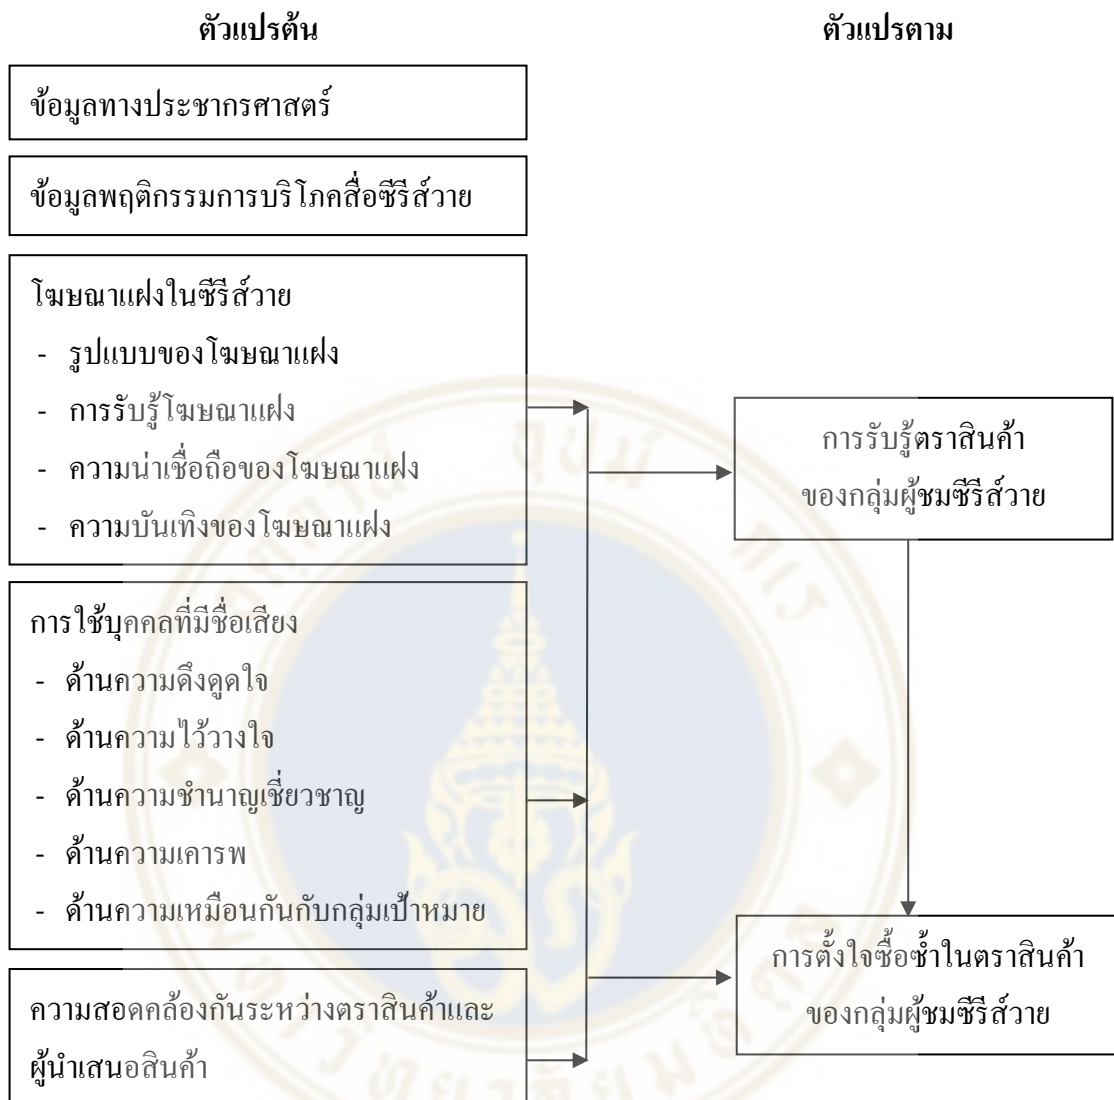 ตัวแปรต้น
ตัวแปรตาม
ข้อมูลทางประชากรศาสตร์
ข้อมูลพฤติกรรมการบริโภคสื่อซีรีส์วาย
โฆษณาแฝงในซีรีส์วาย
- รูปแบบของโฆษณาแฝง
- การรับรู้โฆษณาแฝง
- ความน่าเชื่อถือของโฆษณาแฝง
- ความบันเทิงของโฆษณาแฝง
การใช้บุคคลที่มีชื่อเสียง
- ด้านความดึงดูดใจ
- ด้านความไว้วางใจ
- ด้านความชำนาญเชี่ยวชาญ
- ด้านความเคารพ
- ด้านความเหมือนกันกับกลุ่มเป้าหมาย
ความสอดคล้องกันระหว่างตราสินค้าและ
ผู้นำเสนอสินค้า
การรับรู้ตราสินค้า
ของกลุ่มผู้ชมซีรีส์วาย
การตั้งใจซื้อซ้ำในตราสินค้า
ของกลุ่มผู้ชมซีรีส์วาย